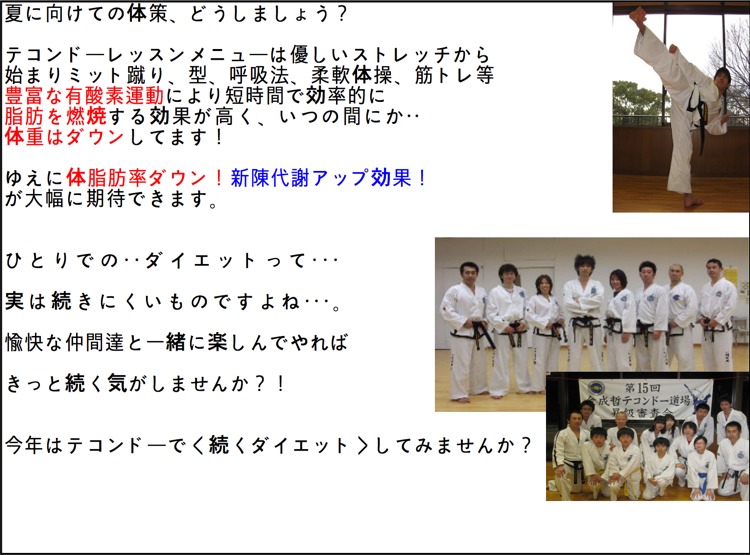 夏に向けての体策、どうしましょう？
テコンドーレッスンメニューは優しいストレッチから
始まりミット蹴り、型、呼吸法、柔軟体操、筋トレ等
豊富な有酸素運動により短時間で効率的に
脂肪を燃焼する効果が高く、いつの間にか‥
体重はダウンしてます！
ゆえに体脂肪率ダウン！新陳代謝アップ効果！
が大幅に期待できます。
ひとりでの‥ダイエットって‥･
実は続きにくいものですよね‥･。
愉快な仲間達と一緒に楽しんでやれば
きっと続く気がしませんか？！
今年はテコンドーで〈続くダイエット〉してみませんか？
第15回
金成哲テコンドー道場
昇級審査会